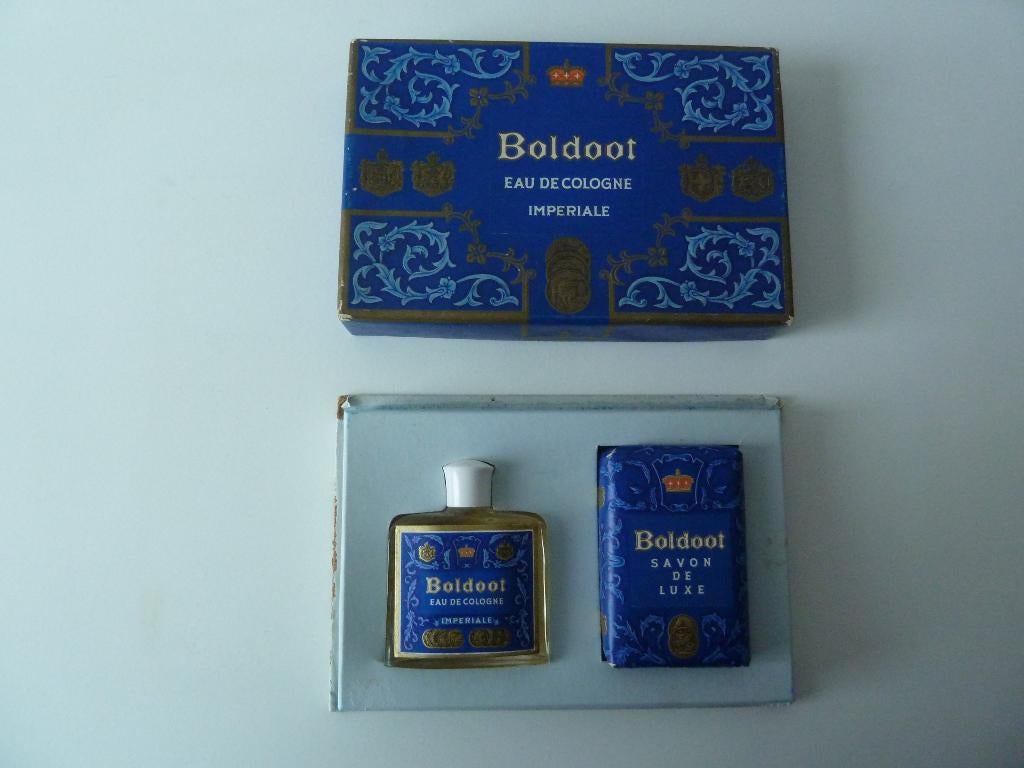 Boldoot
EAU DE COLOGNE
IMPERIALE
Boldoot
EAU DE COLOGNE
IMPERIALE
Boldoot
SAVON
DE
LUXE